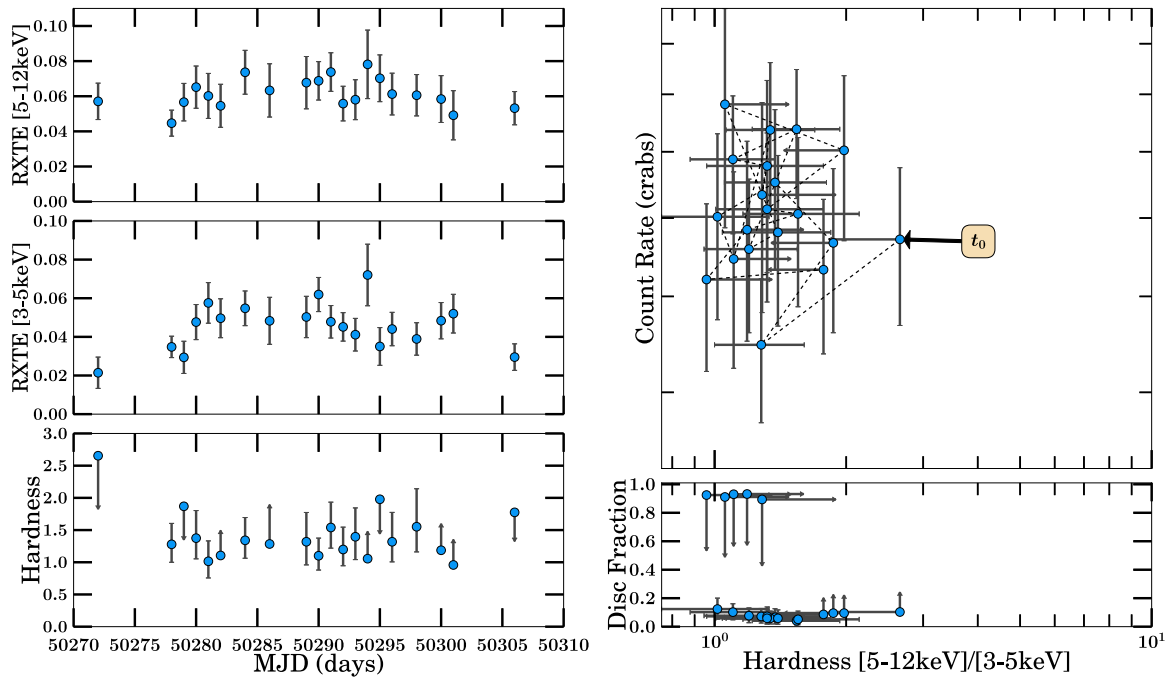 RXTE [5-12keV]
0.10
0.08
0.06
0.04
0.02
0.00
RXTE [3-5keV]
0.10
0.08
0.06
0.04
0.02
0.00
Hardness
3.0
2.5
2.0
1.5
1.0
0.5
0.0
50270 50275 50280 50285 50290 50295 50300 50305 50310
MJD (days)
Count Rate (crabs)
t₀
Disc Fraction
1.0
0.8
0.6
0.4
0.2
0.0
10⁰ 10¹
Hardness [5-12keV]/[3-5keV]